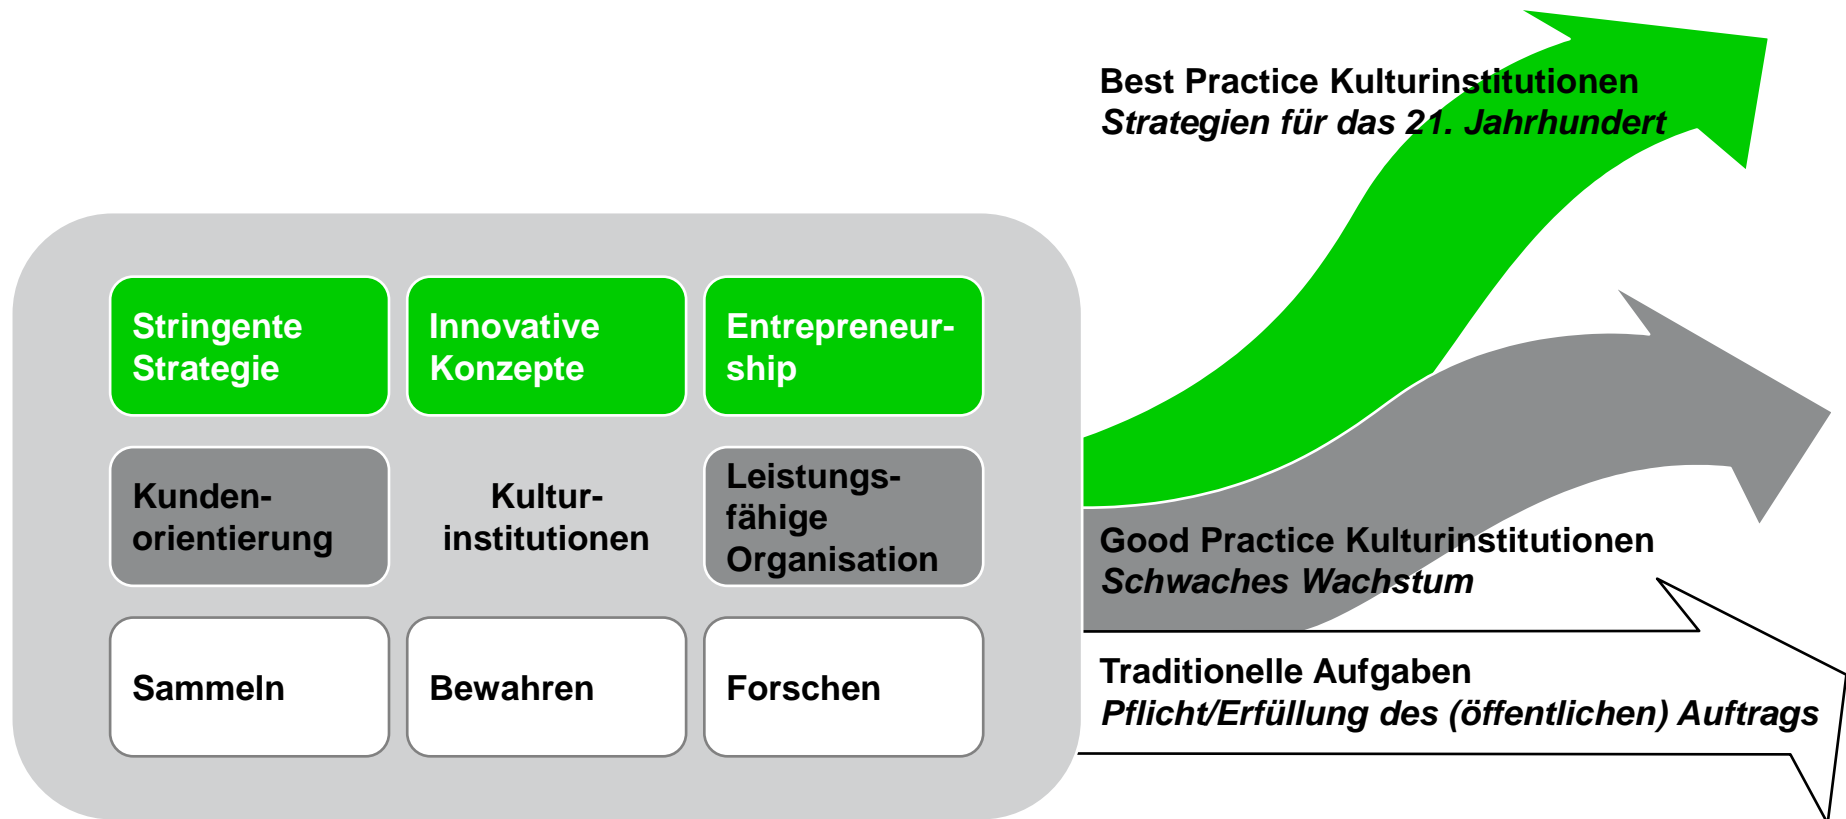 Best Practice Kulturinstitutionen
Strategien für das 21. Jahrhundert
Stringente
Strategie
Innovative
Konzepte
Entrepreneur-
ship
Kunden-
orientierung
Kultur-
institutionen
Leistungs-
fähige
Organisation
Good Practice Kulturinstitutionen
Schwaches Wachstum
Sammeln
Bewahren
Forschen
Traditionelle Aufgaben
Pflicht/Erfüllung des (öffentlichen) Auftrags